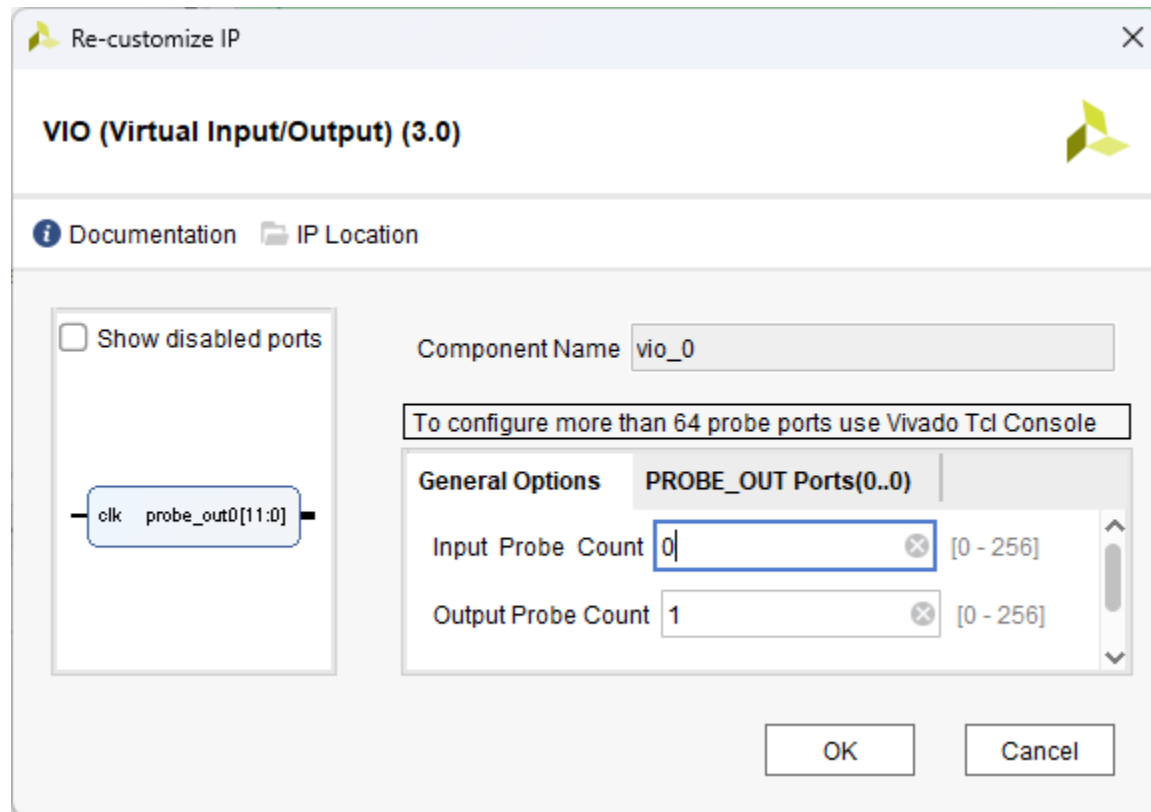 Re-customize IP
VIO (Virtual Input/Output) (3.0)
Documentation IP Location
Show disabled ports
clk probe_out0[11:0]
Component Name vio_0
To configure more than 64 probe ports use Vivado Tcl Console
General Options PROBE_OUT Ports(0..0)
Input Probe Count 0 [0 - 256]
Output Probe Count 1 [0 - 256]
OK Cancel